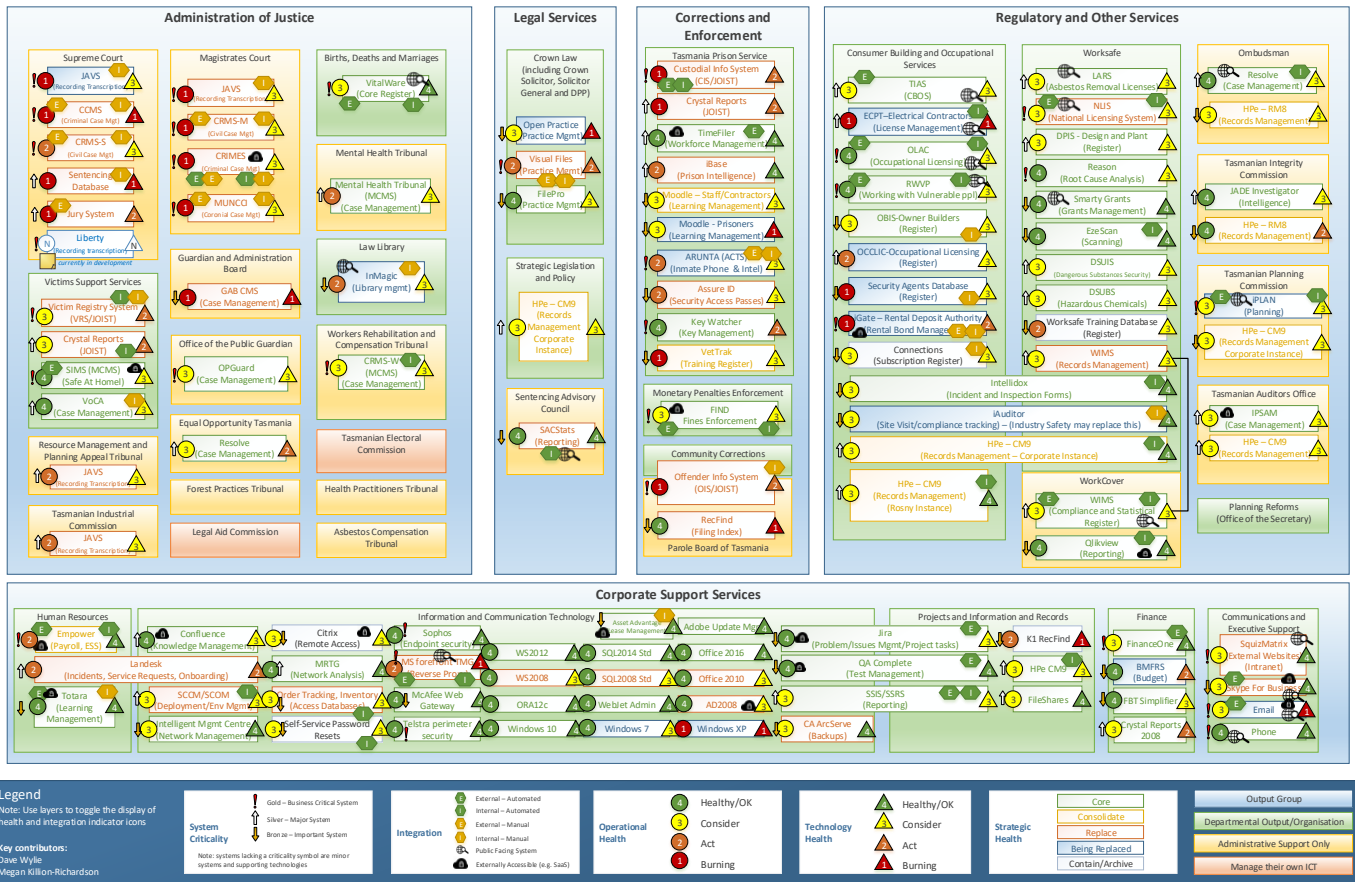 Administration of Justice
Supreme Court
JAVS
(Recording Transcription
CCMS
(Criminal Case Mgt)
CRMS-S
(Civil Case Mgt)
Sentencing
Database
Jury System
Liberty
(Recording transcription)
currently in development
Victims Support Services
Victim Registry System
(VRS/JOIST)
Crystal Reports
(JOIST)
SIMS (MCMS)
(Safe At Home!)
VoCA
(Case Management)
Resource Management and
Planning Appeal Tribunal
JAVS
(Recording Transcription
Tasmanian Industrial
Commission
JAVS
(Recording Transcription
Magistrates Court
JAVS
(Recording Transcription
CRMS-M
(Civil Case Mgt)
CRIMES
(Criminal Case Mgt)
MUNCCI
(Coronial Case Mgt)
Guardian and Administration
Board
GAB CMS
(Case Management)
Office of the Public Guardian
OPGuard
(Case Management)
Equal Opportunity Tasmania
Resolve
(Case Management)
Forest Practices Tribunal
Legal Aid Commission
Births, Deaths and Marriages
VitalWare
(Core Register)
Mental Health Tribunal
Mental Health Tribunal
(MCMS)
(Case Management)
Law Library
InMagic
(Library mgmt)
Workers Rehabilitation and
Compensation Tribunal
CRMS-W
(MCMS)
(Case Management)
Tasmanian Electoral
Commission
Health Practitioners Tribunal
Asbestos Compensation
Tribunal
Legal Services
Crown Law
(including Crown
Solicitor, Solicitor
General and DPP)
Open Practice
(Practice Mgmt)
Visual Files
(Practice Mgmt)
FilePro
(Practice Mgmt)
Strategic Legislation
and Policy
HPe – CM9
(Records
Management
Corporate
Instance)
Sentencing Advisory
Council
SACStats
(Reporting)
Corrections and
Enforcement
Tasmania Prison Service
Custodial Info System
(CIS/JOIST)
Crystal Reports
(JOIST)
TimeFiler
(Workforce Management)
iBase
(Prison Intelligence)
Moodle – Staff/Contractors
(Learning Management)
Moodle - Prisoners
(Learning Management)
ARUNTA (ACTS)
(Inmate Phone & Intel)
Assure ID
(Security Access Passes)
Key Watcher
(Key Management)
VetTrak
(Training Register)
Monetary Penalties Enforcement
FIND
Fines Enforcement
Community Corrections
Offender Info System
(OIS/JOIST)
RecFind
(Filing Index)
Parole Board of Tasmania
Regulatory and Other Services
Consumer Building and Occupational
Services
TIAS
(CBOS)
ECPT–Electrical Contractors
(License Management)
OLAC
(Occupational Licensing
RWVP
(Working with Vulnerable ppl)
OBIS-Owner Builders
(Register)
OCCLIC-Occupational Licensing
(Register)
Security Agents Database
(Register)
iGate – Rental Deposit Authority
(Rental Bond Manage
Connections
(Subscription Register)
Intellidox
(Incident and Inspection Forms)
iAuditor
(Site Visit/compliance tracking) – (Industry Safety may replace this)
HPe – CM9
(Records Management – Corporate Instance)
HPe – CM9
(Records Management)
(Rosny Instance)
Worksafe
LARS
(Asbestos Removal Licenses)
NLIS
(National Licensing System)
DPIS - Design and Plant
(Register)
Reason
(Root Cause Analysis)
Smarty Grants
(Grants Management)
EzeScan
(Scanning)
DSUIS
(Dangerous Substances Security)
DSUBS
(Hazardous Chemicals)
Worksafe Training Database
(Register)
WIMS
(Records Management)
WorkCover
WIMS
(Compliance and Statistical
Register)
Qlikview
(Reporting)
Ombudsman
Resolve
(Case Management)
HPe – RM8
(Records Management)
Tasmanian Integrity
Commission
JADE Investigator
(Intelligence)
HPe – RM8
(Records Management)
Tasmanian Planning
Commission
iPLAN
(Planning)
HPe – CM9
(Records Management
Corporate Instance)
Tasmanian Auditors Office
IPSAM
(Case Management)
HPe – CM9
(Records Management)
Planning Reforms
(Office of the Secretary)
Corporate Support Services
Human Resources
Empower
(Payroll, ESS)
Landesk
(Incidents, Service Requests, Onboarding)
Totara
(Learning
Management)
Information and Communication Technology
Confluence
(Knowledge Management)
Citrix
(Remote Access)
MRTG
(Network Analysis)
SCCM/SCOM
(Deployment/Env Mgmt)
Order Tracking, Inventory
(Access Databases)
Intelligent Mgmt Centre
(Network Management)
Self-Service Password
Resets
Sophos
(Endpoint security)
MS forefront TMG
(Reverse Proxy
McAfee Web
Gateway
Telstra perimeter
security
Asset Advantage
(Lease Management)
Adobe Update Mgr
WS2012
SQL2014 Std
Office 2016
WS2008
SQL2008 Std
Office 2010
ORA12c
Weblet Admin
AD2008
Windows 10
Windows 7
Windows XP
Projects and Information and Records
Jira
(Problem/Issues Mgmt/Project tasks)
K1 RecFind
QA Complete
(Test Management)
HPe CM9
SSIS/SSRS
(Reporting)
FileShares
CA ArcServe
(Backups)
Finance
FinanceOne
BMFRS
(Budget)
FBT Simplifier
Crystal Reports
2008
Communications and
Executive Support
SquizMatrix
(External Websites)
(Intranet)
Skype For Business
Email
Phone
Legend
Note: Use layers to toggle the display of
health and integration indicator icons
Key contributors:
Dave Wylie
Megan Killion-Richardson
System
Criticality
Gold – Business Critical System
Silver – Major System
Bronze – Important System
Note: systems lacking a criticality symbol are minor
systems and supporting technologies
Integration
E External – Automated
I Internal – Automated
E External – Manual
I Internal – Manual
Public Facing System
Externally Accessible (e.g. SaaS)
Operational
Health
4 Healthy/OK
3 Consider
2 Act
1 Burning
Technology
Health
4 Healthy/OK
3 Consider
2 Act
1 Burning
Strategic
Health
Core
Consolidate
Replace
Being Replaced
Contain/Archive
Output Group
Departmental Output/Organisation
Administrative Support Only
Manage their own ICT